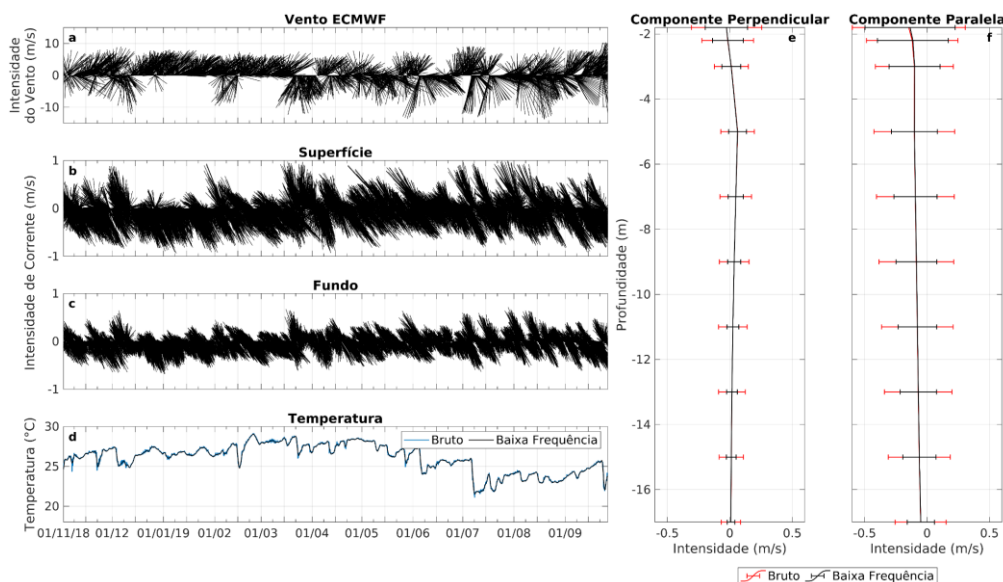 Vento ECMWF
a
Intensidade
do Vento (m/s)
10
0
-10
Superfície
b
1
0
-1
Intensidade de Corrente (m/s)
Fundo
c
1
0
-1
Temperatura
d
Temperatura (°C)
30
25
20
Bruto
Baixa Frequência
01/11/18 01/12 01/01/19 01/02 01/03 01/04 01/05 01/06 01/07 01/08 01/09
Componente Perpendicular
e
Profundidade (m)
-2
-4
-6
-8
-10
-12
-14
-16
-0.5 0 0.5
Intensidade (m/s)
Componente Paralela
f
-0.5 0 0.5
Intensidade (m/s)
Bruto Baixa Frequência